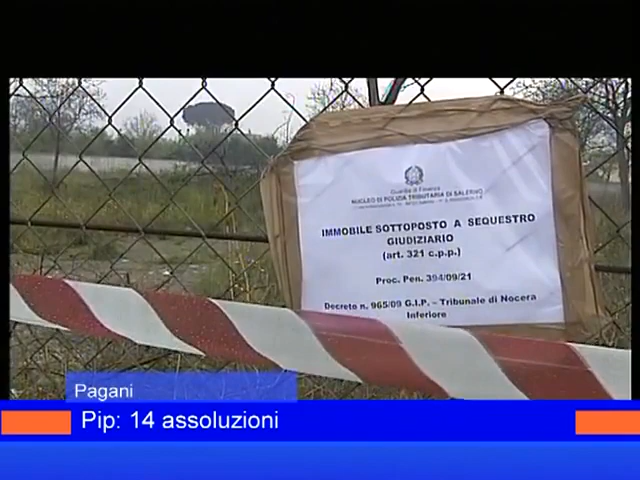 Guardia di Finanza
NUCLEO DI POLIZIA TRIBUTARIA DI SALERNO
IMMOBILE SOTTOPOSTO A SEQUESTRO
GIUDIZIARIO
(art. 321 c.p.p.)
Proc. Pen. 394/09/21
Decreto n. 965/09 G.I.P. – Tribunale di Nocera
Inferiore
Pagani
Pip: 14 assoluzioni